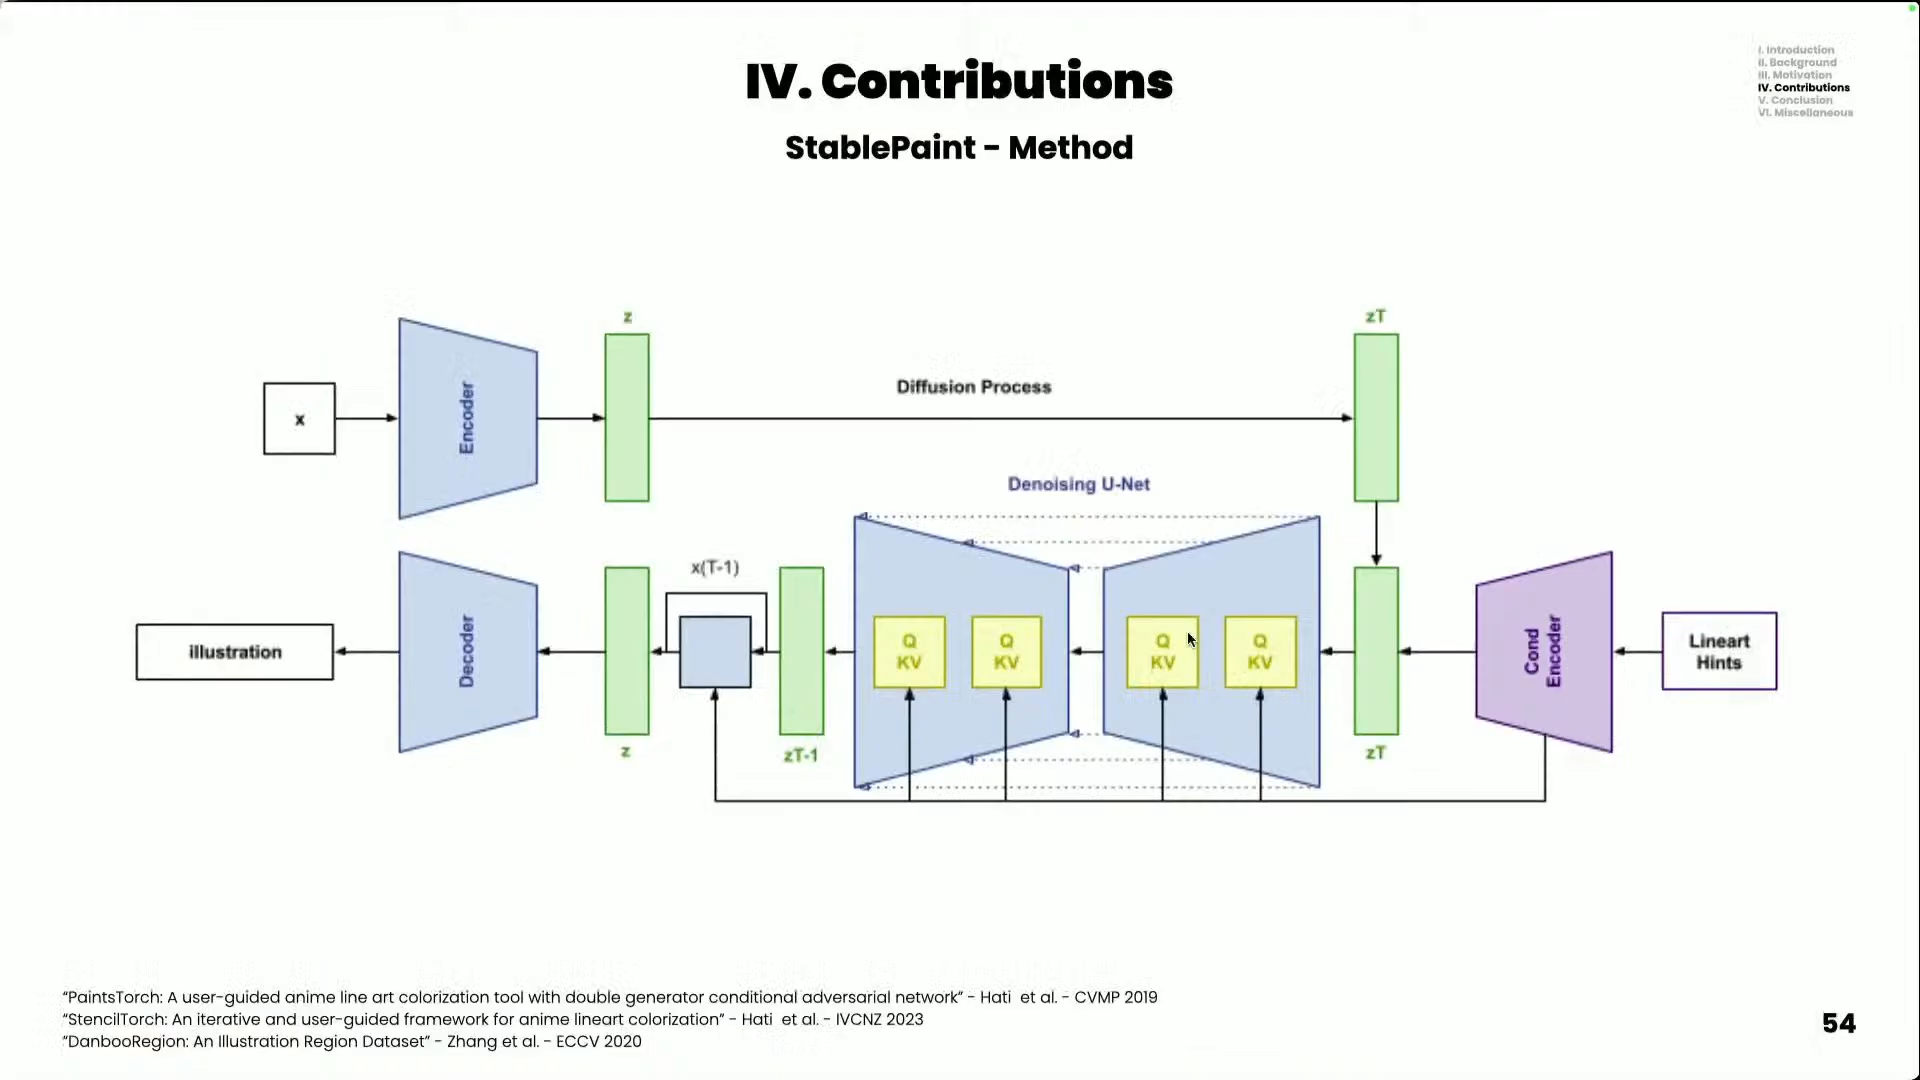 IV. Contributions
StablePaint - Method
I. Introduction
II. Background
III. Motivation
IV. Contributions
V. Conclusion
VI. Miscellaneous
z
zT
Diffusion Process
x
Encoder
Denoising U-Net
x(T-1)
illustration
Decoder
Q
KV
Q
KV
Q
KV
Q
KV
Cond
Encoder
Lineart
Hints
z
zT-1
zT
“PaintsTorch: A user-guided anime line art colorization tool with double generator conditional adversarial network” - Hati et al. - CVMP 2019
“StencilTorch: An iterative and user-guided framework for anime lineart colorization” - Hati et al. - IVCNZ 2023
“DanbooRegion: An Illustration Region Dataset” - Zhang et al. - ECCV 2020
54